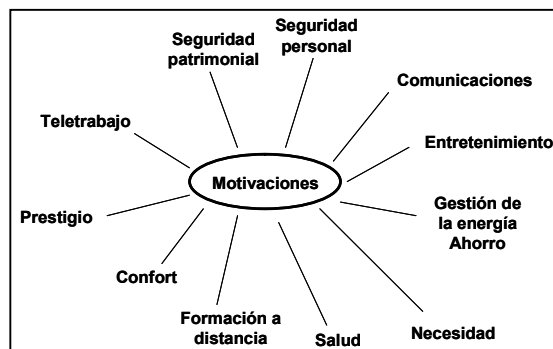 Seguridad
patrimonial
Seguridad
personal
Comunicaciones
Teletrabajo
Entretenimiento
Motivaciones
Prestigio
Gestión de
la energía
Ahorro
Confort
Formación a
distancia
Salud
Necesidad